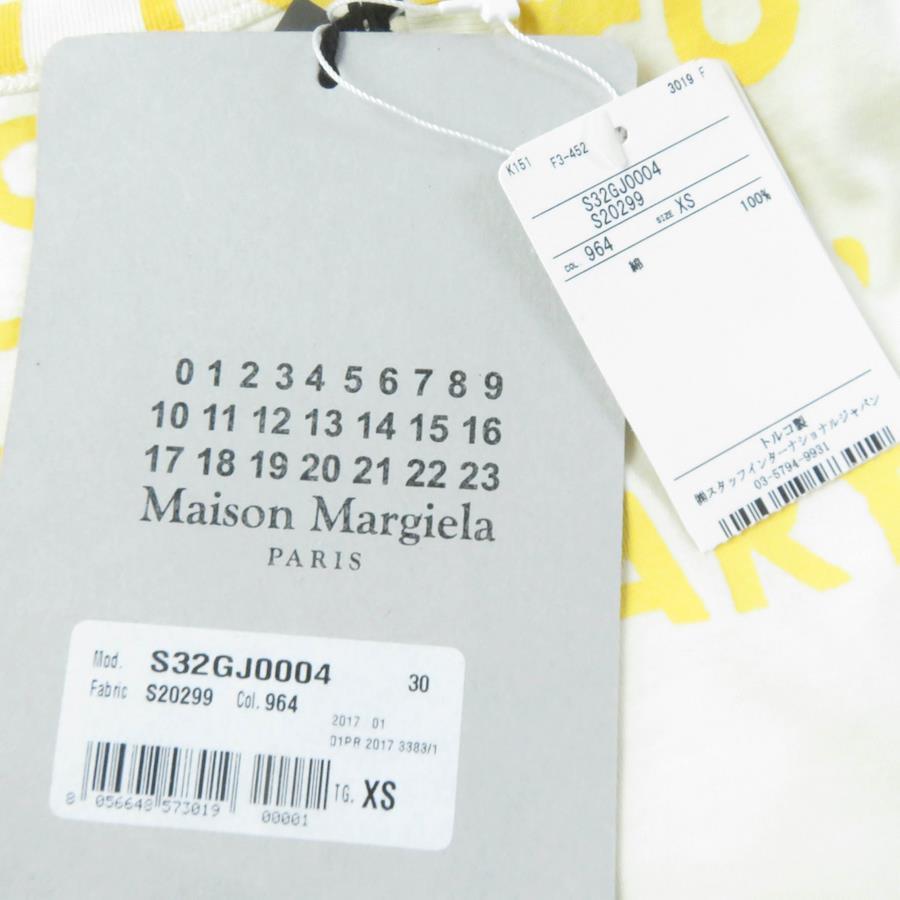 0 1 2 3 4 5 6 7 8 9
10 11 12 13 14 15 16
17 18 19 20 21 22 23
Maison Margiela
PARIS
Mod. S32GJ0004 30
Fabric S20299 Col. 964
2017 01
01PR 2017 3383/1
TG. XS
8 056648 573019 00001
K151 F3-452 3019 F
S32GJ0004
S20299
COL. 964 SIZE XS
綿 100%
トルコ製
㈱スタッフインターナショナルジャパン
03-5794-9931
ART